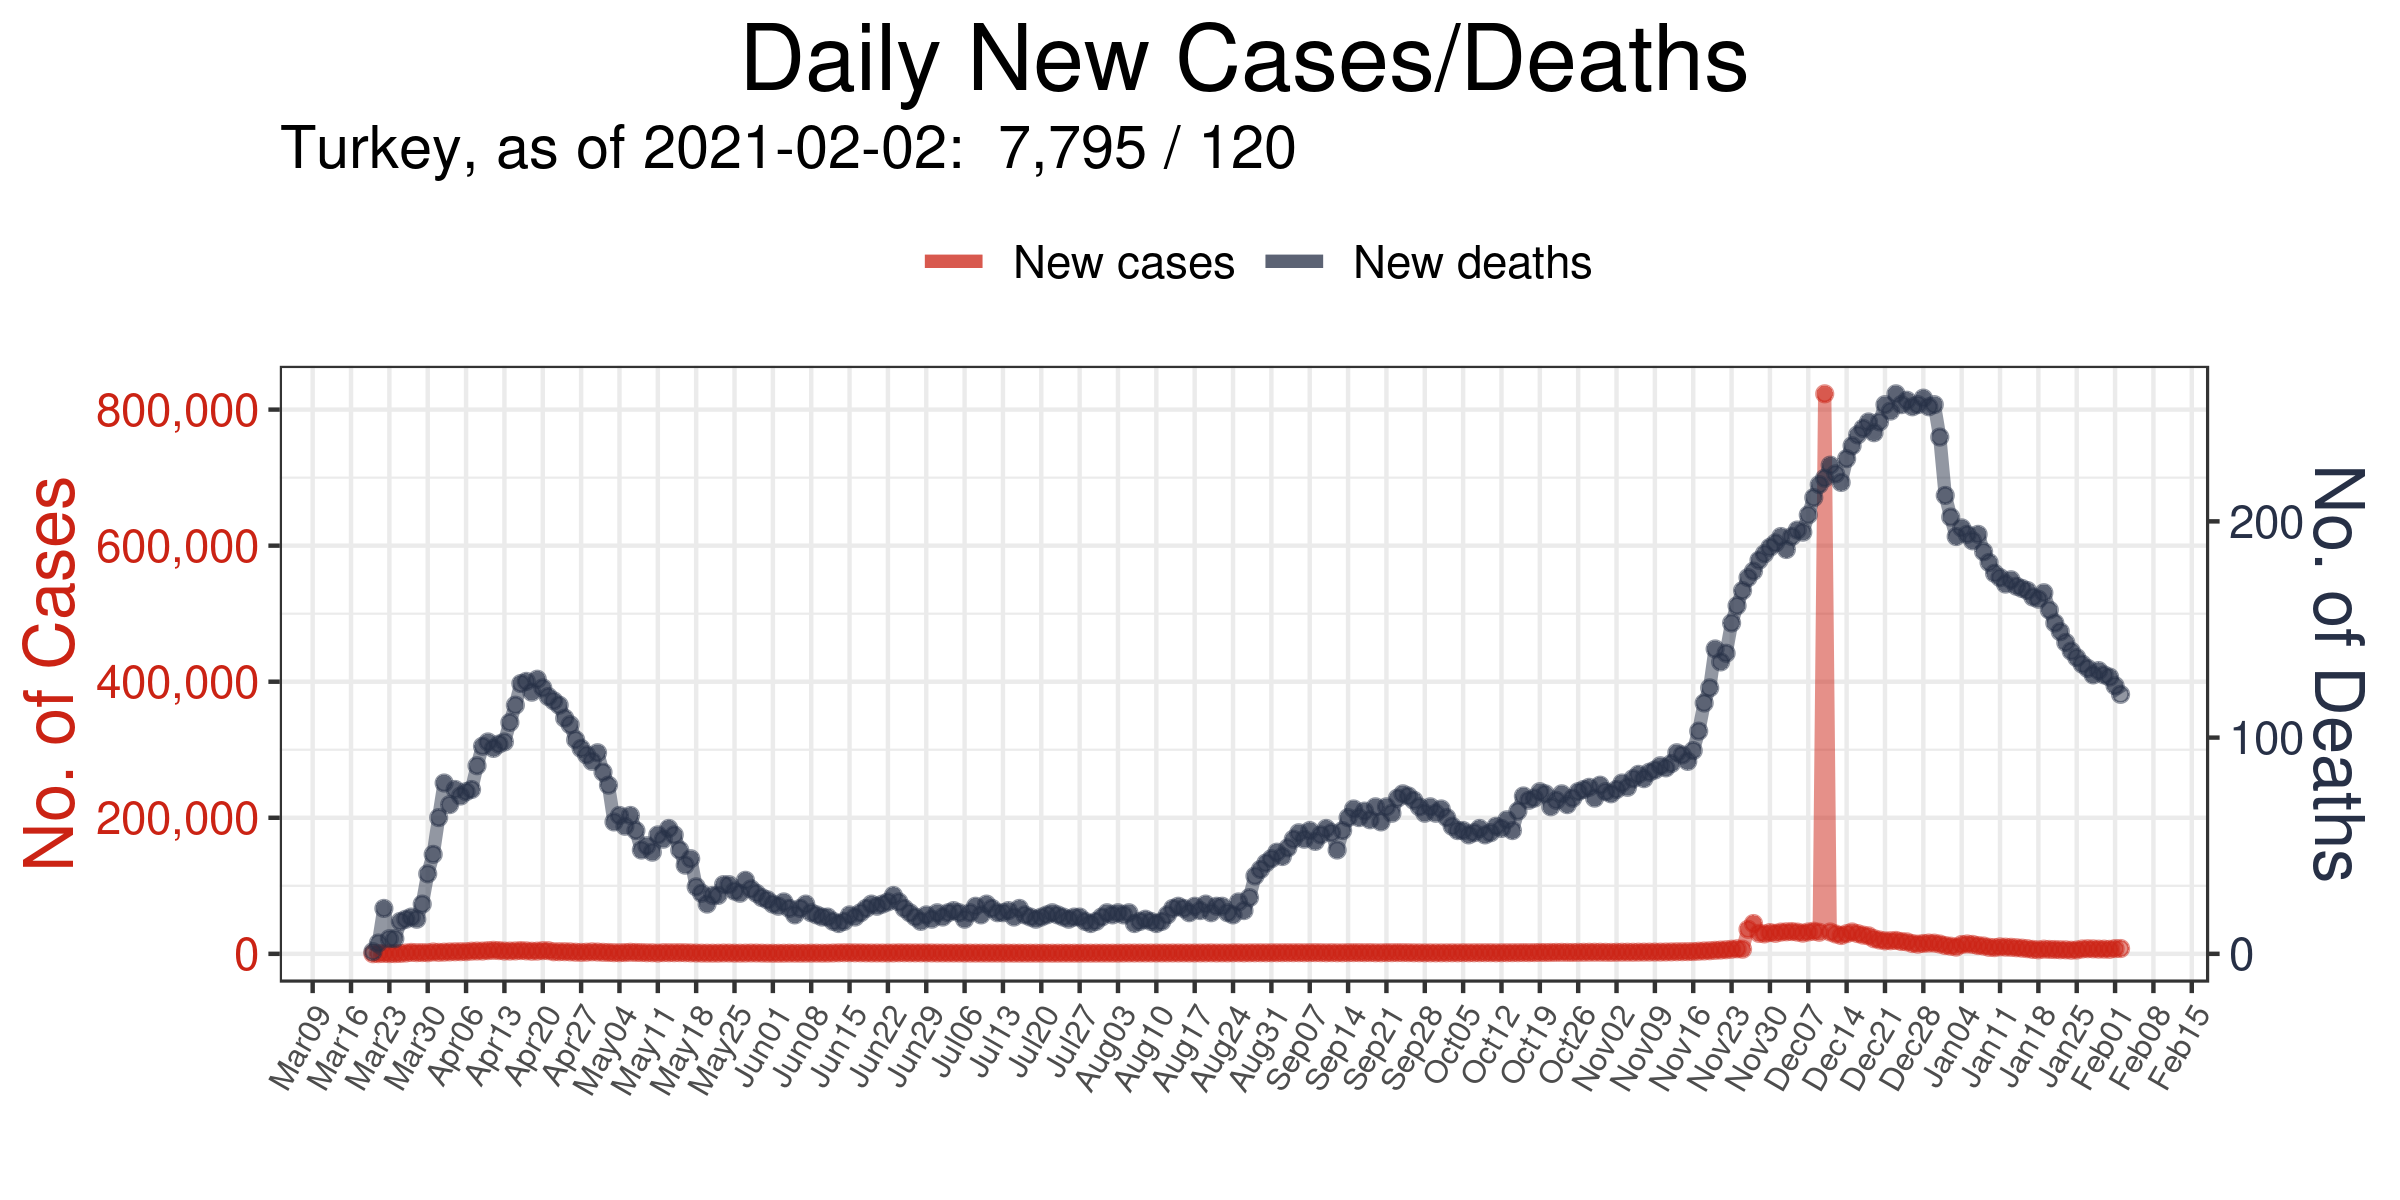 Daily New Cases/Deaths
Turkey, as of 2021-02-02: 7,795 / 120
New cases
New deaths
No. of Cases
800,000
600,000
400,000
200,000
0
No. of Deaths
200
100
0
Mar09
Mar16
Mar23
Mar30
Apr06
Apr13
Apr20
Apr27
May04
May11
May18
May25
Jun01
Jun08
Jun15
Jun22
Jun29
Jul06
Jul13
Jul20
Jul27
Aug03
Aug10
Aug17
Aug24
Aug31
Sep07
Sep14
Sep21
Sep28
Oct05
Oct12
Oct19
Oct26
Nov02
Nov09
Nov16
Nov23
Nov30
Dec07
Dec14
Dec21
Dec28
Jan04
Jan11
Jan18
Jan25
Feb01
Feb08
Feb15